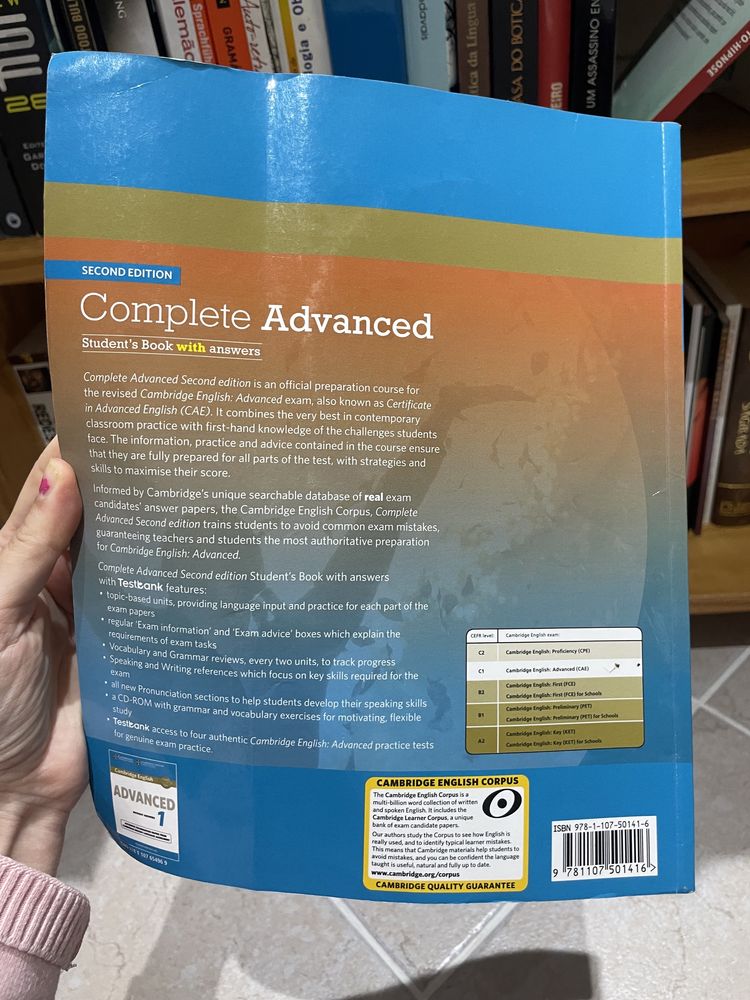 SECOND EDITION
Complete Advanced
Student's Book with answers
Complete Advanced Second edition is an official preparation course for
the revised Cambridge English: Advanced exam, also known as Certificate
in Advanced English (CAE). It combines the very best in contemporary
classroom practice with first-hand knowledge of the challenges students
face. The information, practice and advice contained in the course ensure
that they are fully prepared for all parts of the test, with strategies and
skills to maximise their score.
Informed by Cambridge's unique searchable database of real exam
candidates' answer papers, the Cambridge English Corpus, Complete
Advanced Second edition trains students to avoid common exam mistakes,
guaranteeing teachers and students the most authoritative preparation
for Cambridge English: Advanced.
Complete Advanced Second edition Student's Book with answers
with Testbank features:
• topic-based units, providing language input and practice for each part of the
exam papers
• regular 'Exam information' and 'Exam advice' boxes which explain the
requirements of exam tasks
• Vocabulary and Grammar reviews, every two units, to track progress
• Speaking and Writing references which focus on key skills required for the
exam
• all new Pronunciation sections to help students develop their speaking skills
• a CD-ROM with grammar and vocabulary exercises for motivating, flexible
study
• Testbank access to four authentic Cambridge English: Advanced practice tests
for genuine exam practice.
CEFR level: Cambridge English exam:
C2 Cambridge English: Proficiency (CPE)
C1 Cambridge English: Advanced (CAE)
B2 Cambridge English: First (FCE)
Cambridge English: First (FCE) for Schools
B1 Cambridge English: Preliminary (PET)
Cambridge English: Preliminary (PET) for Schools
A2 Cambridge English: Key (KET)
Cambridge English: Key (KET) for Schools
Cambridge English
ADVANCED
1
CAMBRIDGE ENGLISH CORPUS
The Cambridge English Corpus is a
multi-billion word collection of written
and spoken English. It includes the
Cambridge Learner Corpus, a unique
bank of exam candidate papers.
Our authors study the Corpus to see how English is
really used, and to identify typical learner mistakes.
This means that Cambridge materials help students to
avoid mistakes, and you can be confident the language
taught is useful, natural and fully up to date.
www.cambridge.org/corpus
CAMBRIDGE QUALITY GUARANTEE
ISBN 978-1-107-50141-6
9 781107 501416 >
UM ASSASSINO EN
ASA DO BOTICA
tica da Língua
GRAM
Sprachfüh
lemão
ogia e Ob